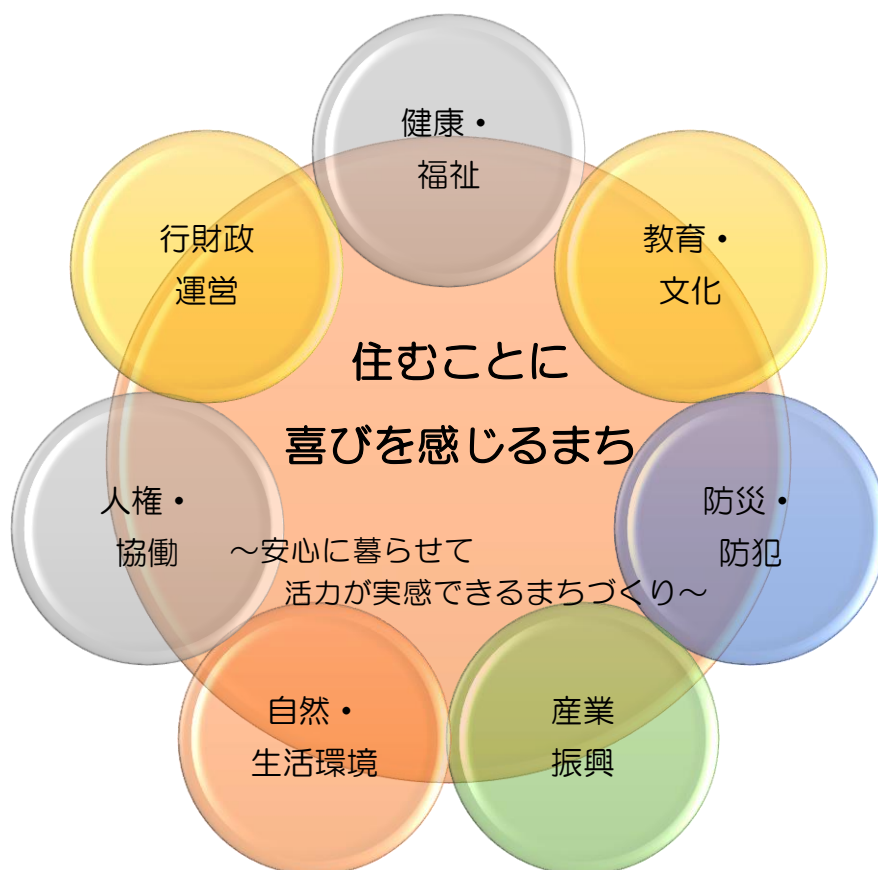 健康・
福祉
行財政
運営
教育・
文化
住むことに
喜びを感じるまち
人権・
協働
防災・
防犯
～安心に暮らせて
活力が実感できるまちづくり～
自然・
生活環境
産業
振興